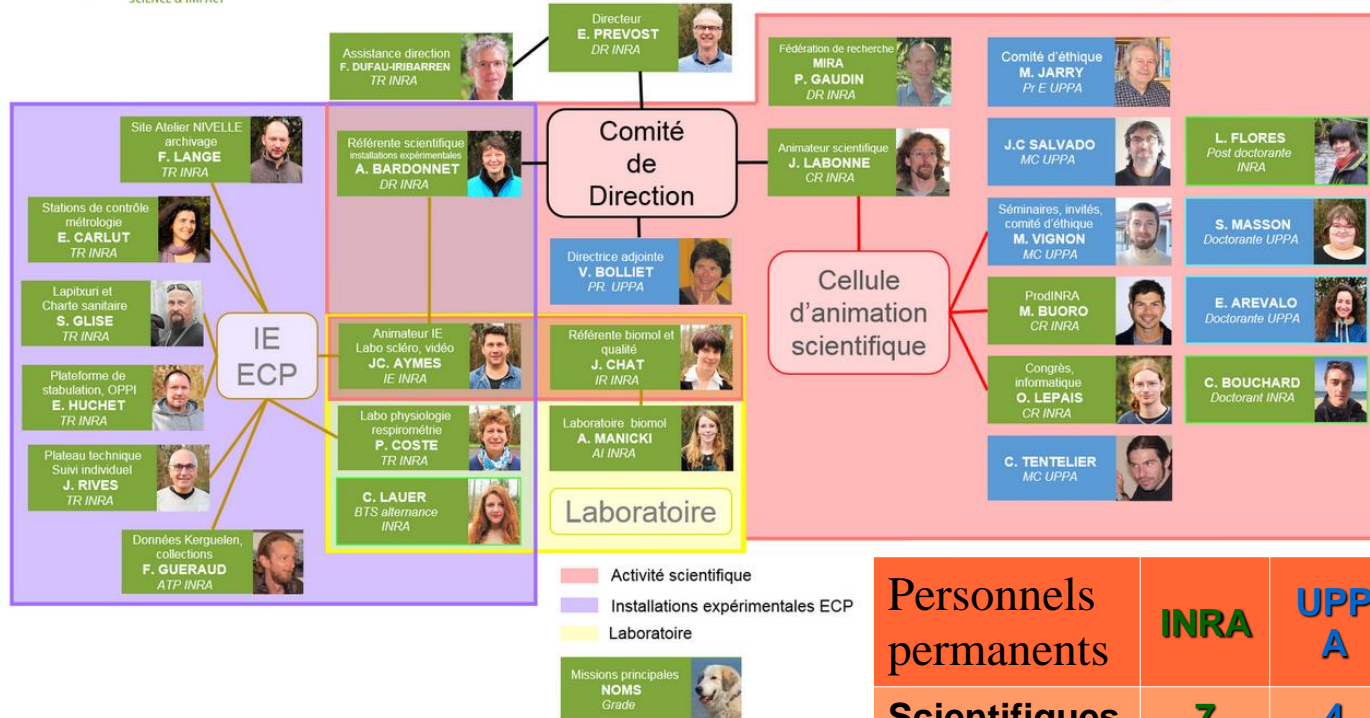 SCIENCE & IMPACT
Directeur
E. PREVOST
DR INRA
Assistance direction
F. DUFAU-IRIBARREN
TR INRA
Fédération de recherche
MIRA
P. GAUDIN
DR INRA
Comité d'éthique
M. JARRY
Pr E UPPA
Site Atelier NIVELLE
archivage
F. LANGE
TR INRA
Référente scientifique
installations expérimentales
A. BARDONNET
DR INRA
Comité
de
Direction
Animateur scientifique
J. LABONNE
CR INRA
J.C SALVADO
MC UPPA
L. FLORES
Post doctorante
INRA
Stations de contrôle
métrologie
E. CARLUT
TR INRA
Directrice adjointe
V. BOLLIET
PR. UPPA
Séminaires, invités,
comité d'éthique
M. VIGNON
MC UPPA
S. MASSON
Doctorante UPPA
Lapitxuri et
Charte sanitaire
S. GLISE
TR INRA
IE
ECP
Animateur IE
Labo scléro, vidéo
JC. AYMES
IE INRA
Référente biomol et
qualité
J. CHAT
IR INRA
Cellule
d'animation
scientifique
ProdINRA
M. BUORO
CR INRA
E. AREVALO
Doctorante UPPA
Plateforme de
stabulation, OPPI
E. HUCHET
TR INRA
Labo physiologie
respirométrie
P. COSTE
TR INRA
Laboratoire biomol
A. MANICKI
AI INRA
Congrès,
informatique
O. LEPAIS
CR INRA
C. BOUCHARD
Doctorant INRA
Plateau technique
Suivi individuel
J. RIVES
TR INRA
C. LAUER
BTS alternance
INRA
Laboratoire
C. TENTELIER
MC UPPA
Données Kerguelen,
collections
F. GUERAUD
ATP INRA
Activité scientifique
Installations expérimentales ECP
Laboratoire
Missions principales
NOMS
Grade
Personnels
permanents
INRA
UPP
A
Scientifiques
7
4